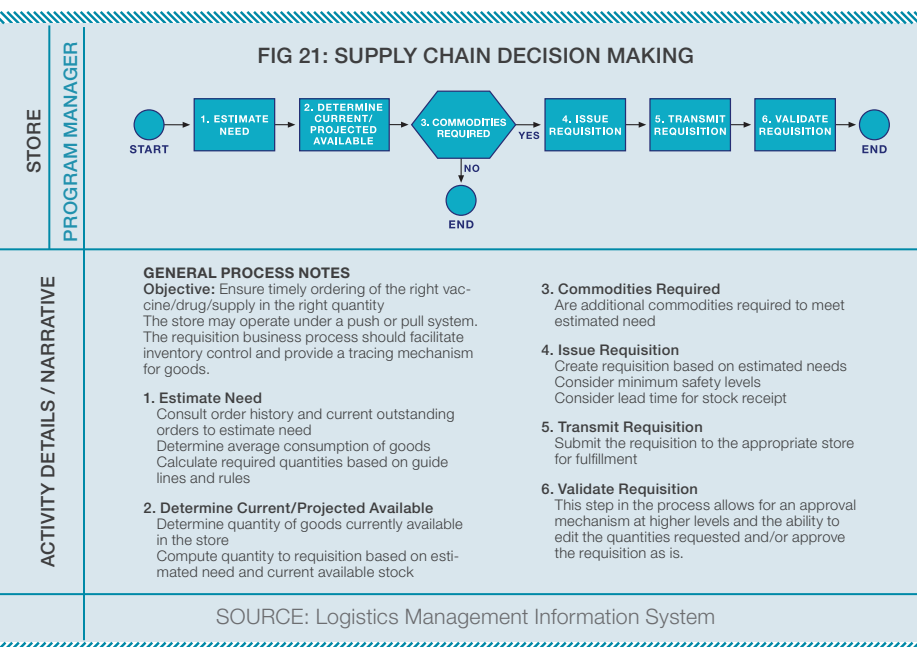 FIG 21: SUPPLY CHAIN DECISION MAKING
STORE
PROGRAM MANAGER
START
1. ESTIMATE
NEED
2. DETERMINE
CURRENT/
PROJECTED
AVAILABLE
3. COMMODITIES
REQUIRED
YES
NO
END
4. ISSUE
REQUISITION
5. TRANSMIT
REQUISITION
6. VALIDATE
REQUISITION
END
ACTIVITY DETAILS / NARRATIVE
GENERAL PROCESS NOTES
Objective: Ensure timely ordering of the right vac-
cine/drug/supply in the right quantity
The store may operate under a push or pull system.
The requisition business process should facilitate
inventory control and provide a tracing mechanism
for goods.
1. Estimate Need
Consult order history and current outstanding
orders to estimate need
Determine average consumption of goods
Calculate required quantities based on guide
lines and rules
2. Determine Current/Projected Available
Determine quantity of goods currently available
in the store
Compute quantity to requisition based on esti-
mated need and current available stock
3. Commodities Required
Are additional commodities required to meet
estimated need
4. Issue Requisition
Create requisition based on estimated needs
Consider minimum safety levels
Consider lead time for stock receipt
5. Transmit Requisition
Submit the requisition to the appropriate store
for fulfillment
6. Validate Requisition
This step in the process allows for an approval
mechanism at higher levels and the ability to
edit the quantities requested and/or approve
the requisition as is.
SOURCE: Logistics Management Information System